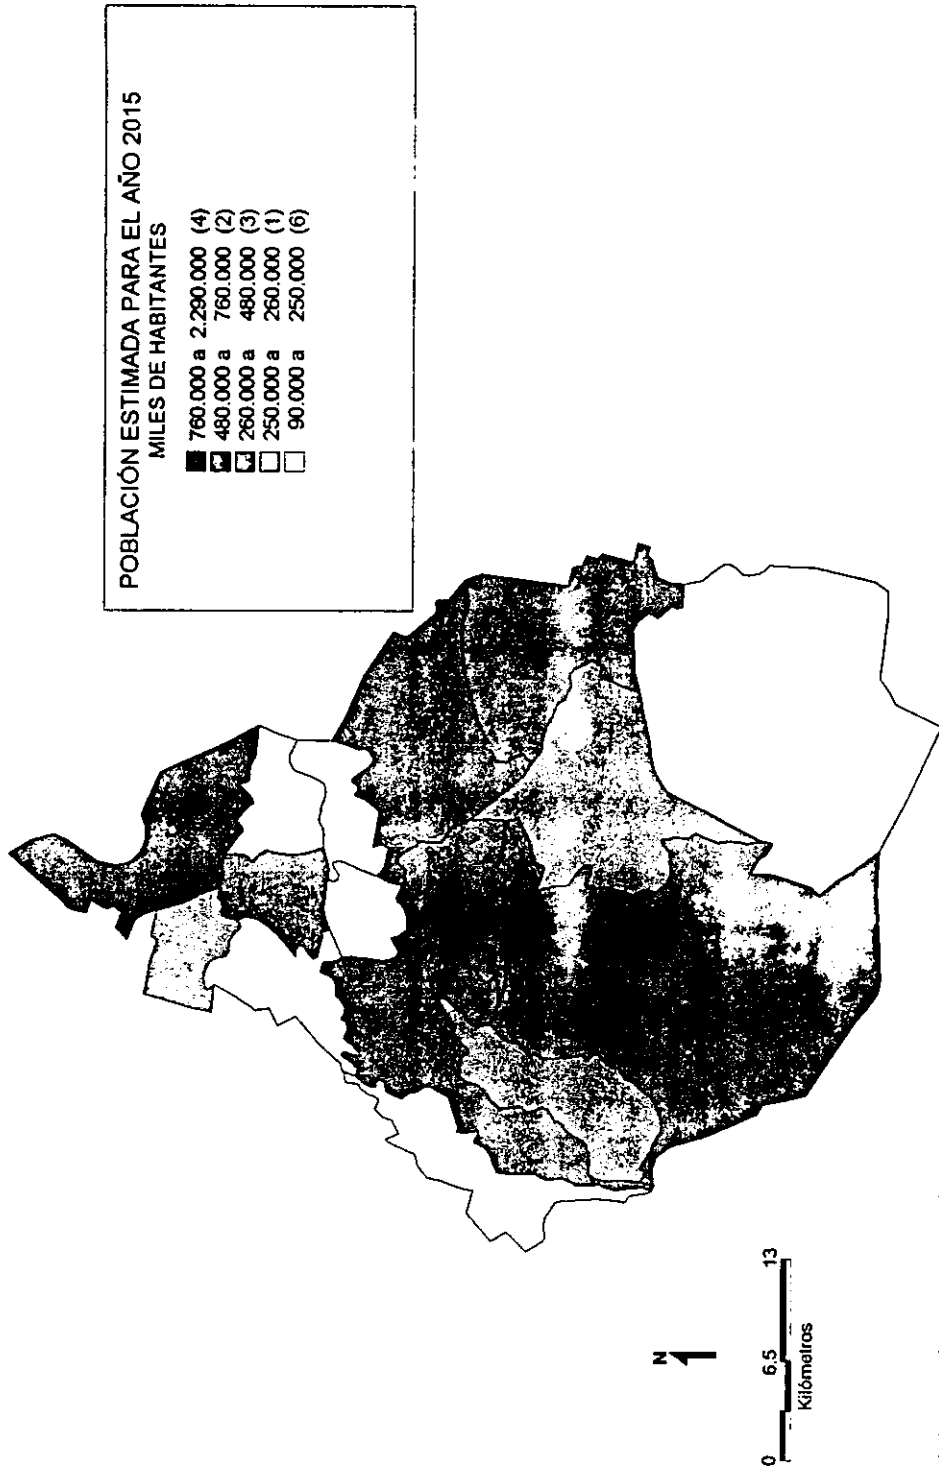 POBLACIÓN ESTIMADA PARA EL AÑO 2015
MILES DE HABITANTES
760.000 a 2.290.000 (4)
480.000 a 760.000 (2)
260.000 a 480.000 (3)
250.000 a 260.000 (1)
90.000 a 250.000 (6)
N
0 6.5 13
Kilómetros